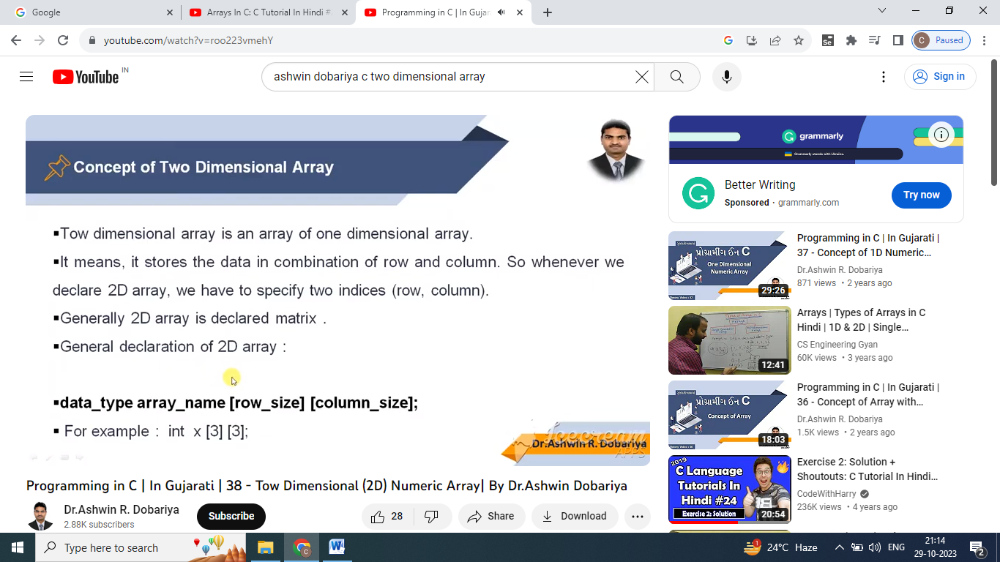 Google
Arrays In C: C Tutorial In Hindi #
Programming in C | In Gujar
youtube.com/watch?v=roo223vmehY
Se
C Paused
YouTube IN
ashwin dobariya c two dimensional array
Sign in
Concept of Two Dimensional Array
▪Tow dimensional array is an array of one dimensional array.
▪It means, it stores the data in combination of row and column. So whenever we
declare 2D array, we have to specify two indices (row, column).
▪Generally 2D array is declared matrix .
▪General declaration of 2D array :
▪data_type array_name [row_size] [column_size];
▪ For example : int x [3] [3];
Dr.Ashwin R. Dobariya
APPS
Programming in C | In Gujarati | 38 - Tow Dimensional (2D) Numeric Array| By Dr.Ashwin Dobariya
Dr.Ashwin R. Dobariya
2.88K subscribers
Subscribe
28
Share
Download
grammarly
Grammarly stands with Ukraine.
Better Writing
Sponsored · grammarly.com
Try now
પ્રોગ્રામીંગ ઈન C
One Dimensional
Numeric Array
29:26
Programming in C | In Gujarati |
37 - Concept of 1D Numeric...
Dr.Ashwin R. Dobariya
871 views • 2 years ago
12:41
Arrays | Types of Arrays in C
Hindi | 1D & 2D | Single...
CS Engineering Gyan
60K views • 3 years ago
પ્રોગ્રામીંગ ઈન C
Concept of Array
18:03
Programming in C | In Gujarati |
36 - Concept of Array with...
Dr.Ashwin R. Dobariya
1.5K views • 2 years ago
2019
C Language
Tutorials In
Hindi #24
Exercise 2: Solution
20:54
Exercise 2: Solution +
Shoutouts: C Tutorial In Hindi...
CodeWithHarry
236K views • 4 years ago
Type here to search
1
24°C Haze
ENG
21:14
29-10-2023
2